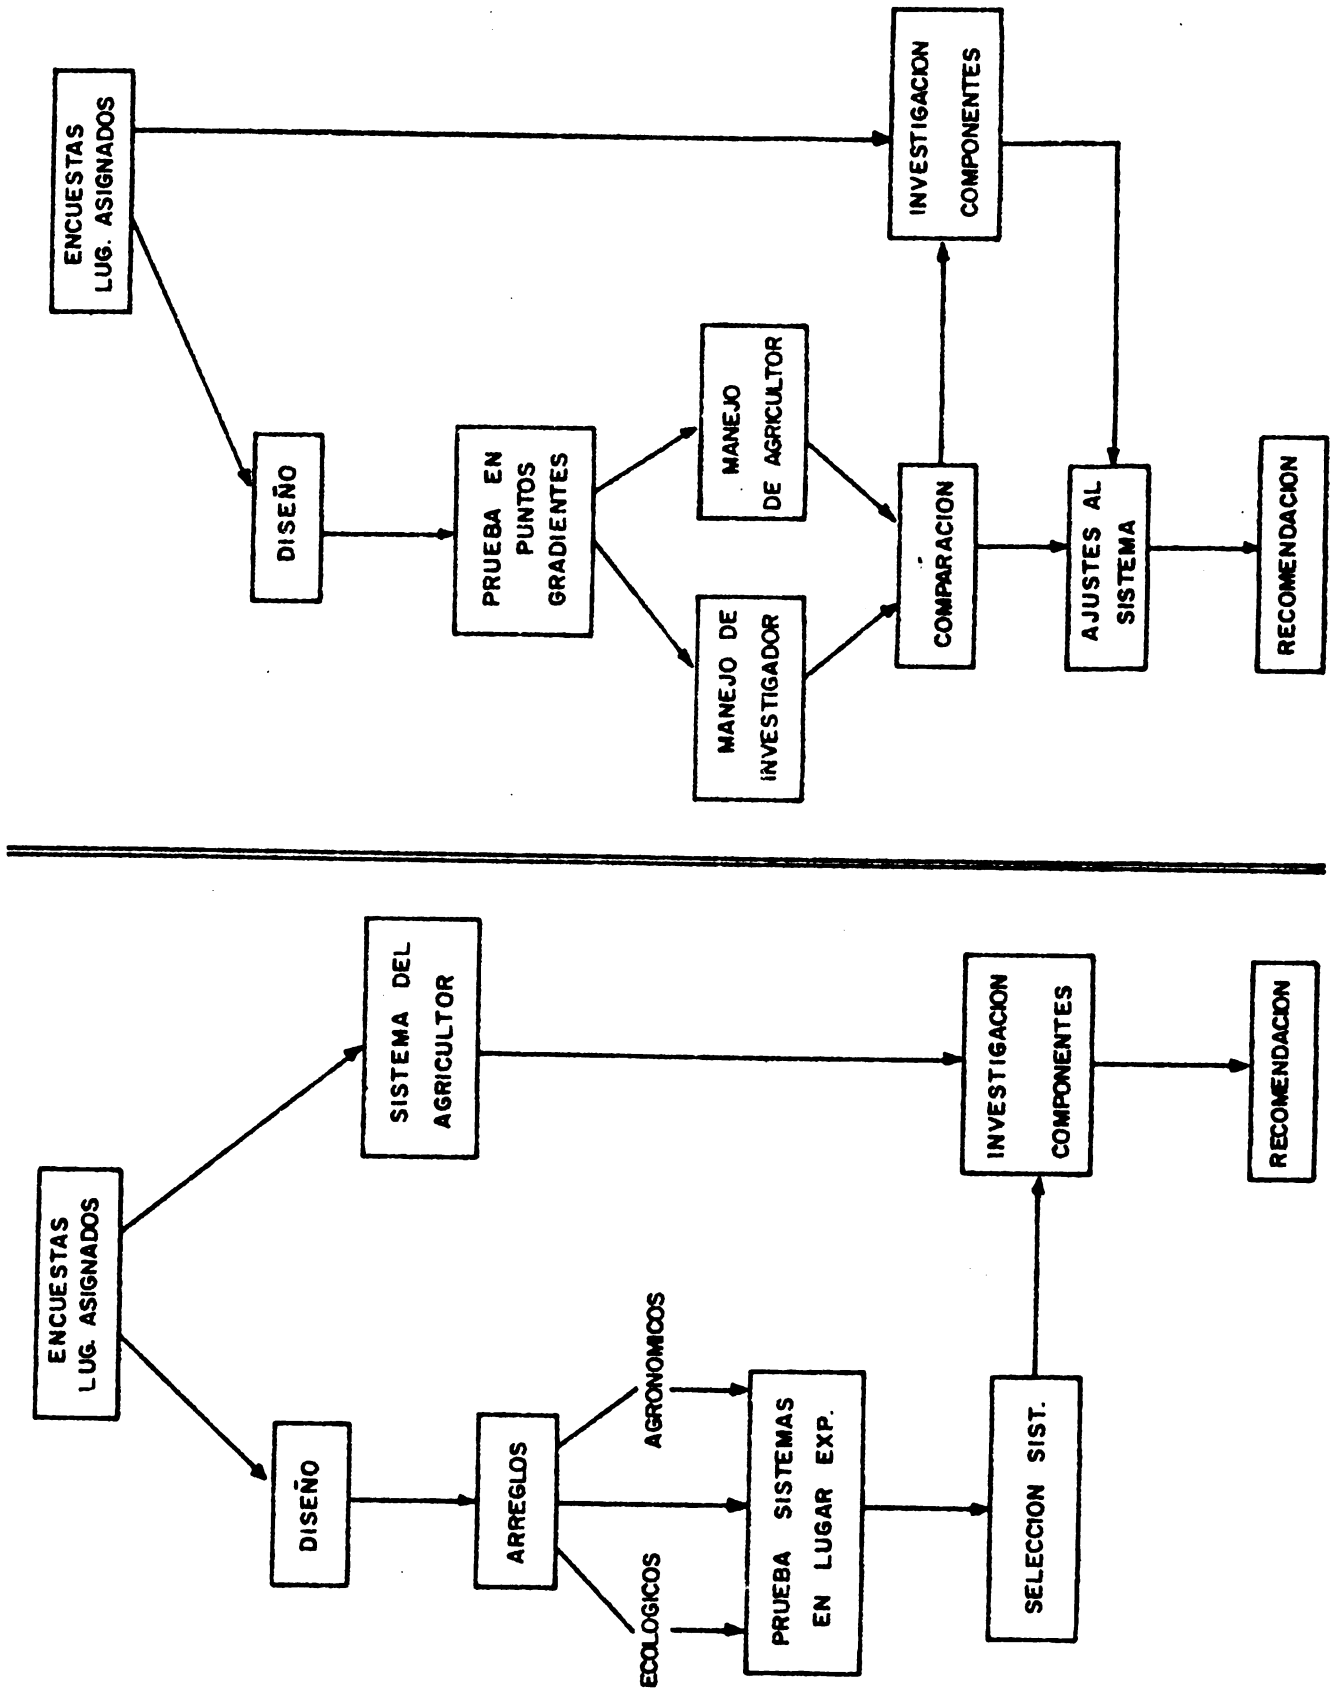 ENCUESTAS
LUG. ASIGNADOS
DISEÑO
SISTEMA DEL
AGRICULTOR
ARREGLOS
ECOLOGICOS
AGRONOMICOS
PRUEBA SISTEMAS
EN LUGAR EXP.
SELECCION SIST.
INVESTIGACION
COMPONENTES
RECOMENDACION
ENCUESTAS
LUG. ASIGNADOS
DISEÑO
PRUEBA EN
PUNTOS
GRADIENTES
MANEJO DE
INVESTIGADOR
MANEJO
DE AGRICULTOR
COMPARACION
INVESTIGACION
COMPONENTES
AJUSTES AL
SISTEMA
RECOMENDACION